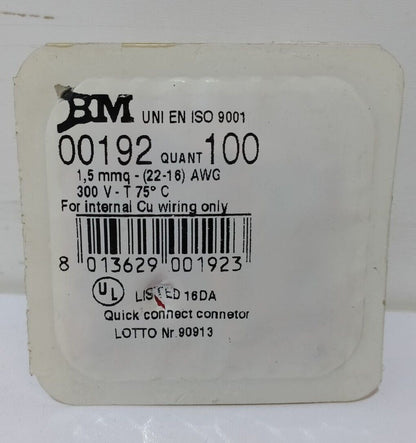 BM UNI EN ISO 9001
00192 QUANT 100
1,5 mmq - (22-16) AWG
300 V - T 75° C
For internal Cu wiring only
8 013629 001923
UL LISTED 16DA
Quick connect connetor
LOTTO Nr. 90913